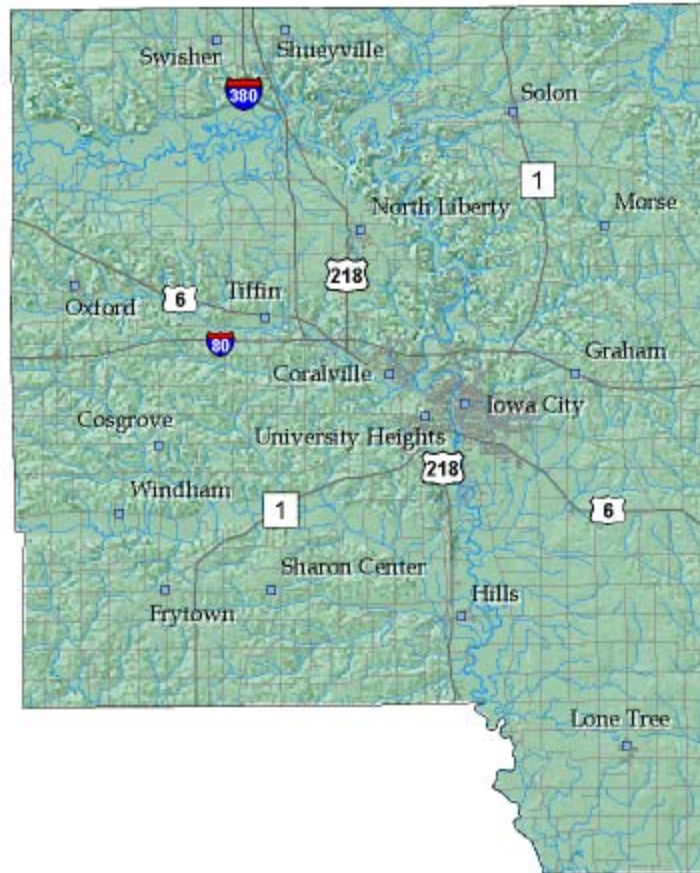 Swisher
Shueyville
380
Solon
1
Morse
North Liberty
218
Tiffin
6
Oxford
80
Graham
Coralville
Iowa City
Cosgrove
University Heights
218
Windham
1
6
Sharon Center
Hills
Frytown
Lone Tree